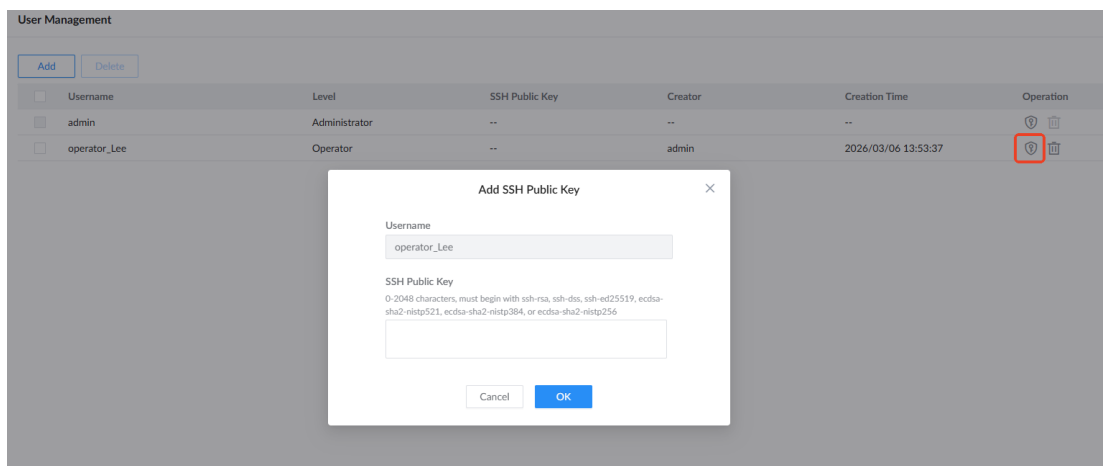 User Management
Add Delete
Username Level SSH Public Key Creator Creation Time Operation
admin Administrator -- -- --
operator_Lee Operator -- admin 2026/03/06 13:53:37
Add SSH Public Key
Username
operator_Lee
SSH Public Key
0-2048 characters, must begin with ssh-rsa, ssh-dss, ssh-ed25519, ecdsa-
sha2-nistp521, ecdsa-sha2-nistp384, or ecdsa-sha2-nistp256
Cancel OK